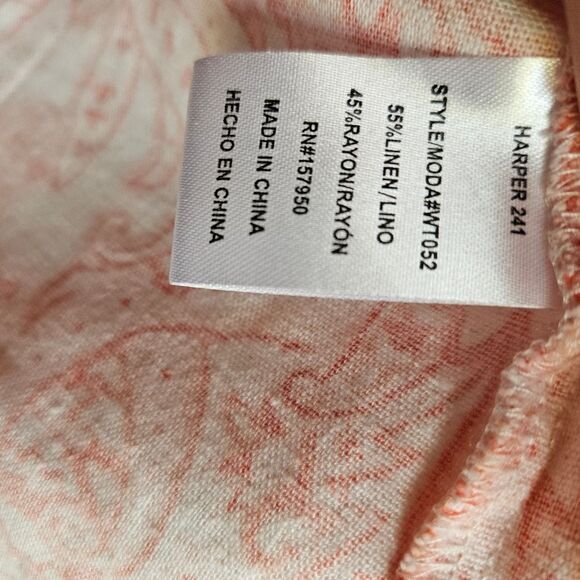 HARPER 241
STYLE/MODA#WT052
55%LINEN/LINO
45%RAYON/RAYÓN
RN#157950
MADE IN CHINA
HECHO EN CHINA